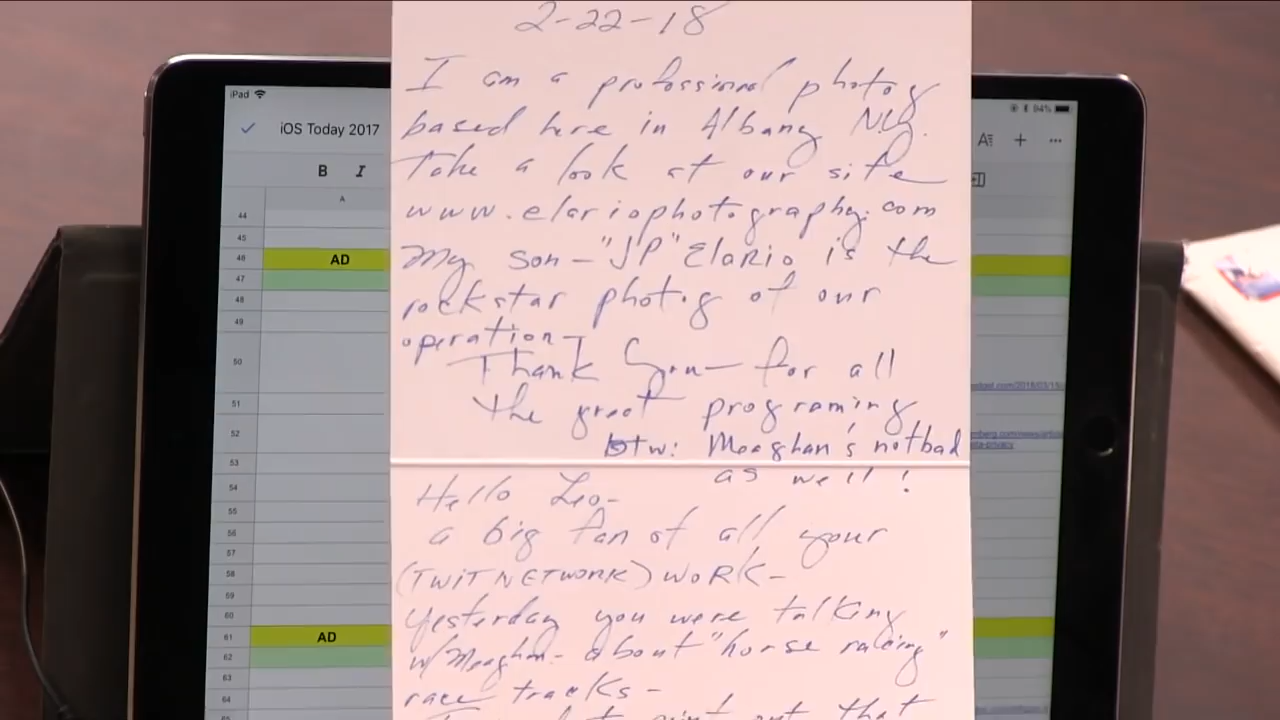 2-22-18
I am a professional photog
based here in Albany N.Y.
Take a look at our site
www.elariophotography.com
My son - "JP" Elario is the
rockstar photog of our
operation -
Thank You - for all
the great programing
btw: Meaghan's not bad
as well!
Hello Leo -
a big fan of all your
(TWIT NETWORK) WORK -
Yesterday you were talking
w/ Meaghan - about "horse racing"
race tracks -
that
iPad
94%
iOS Today 2017
B I
A
44
45
46 AD
47
48
49
50
51
52
53
54
55
56
57
58
59
60
61 AD
62
63
64